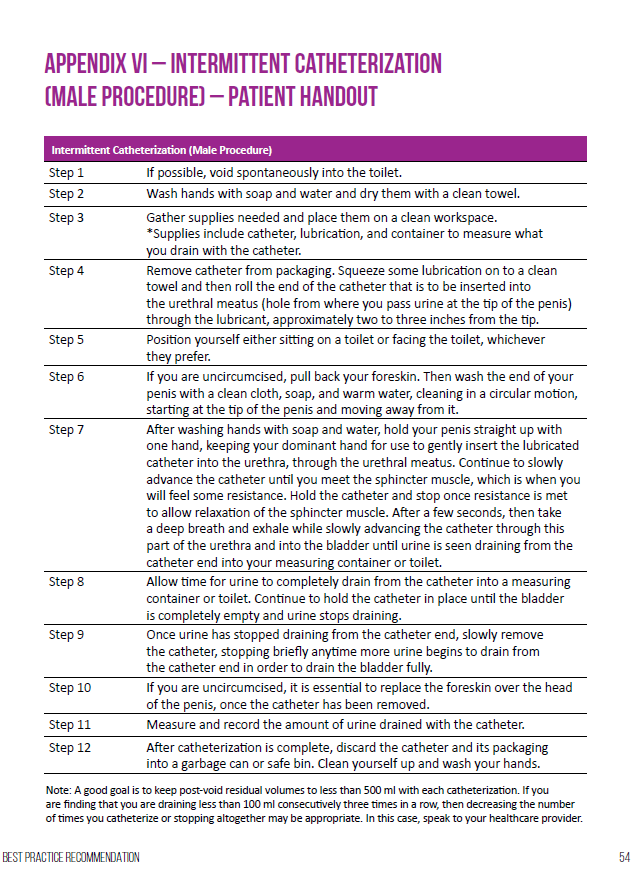 APPENDIX VI – INTERMITTENT CATHETERIZATION
(MALE PROCEDURE) – PATIENT HANDOUT
Intermittent Catheterization (Male Procedure)
Step 1 If possible, void spontaneously into the toilet.
Step 2 Wash hands with soap and water and dry them with a clean towel.
Step 3 Gather supplies needed and place them on a clean workspace.
*Supplies include catheter, lubrication, and container to measure what
you drain with the catheter.
Step 4 Remove catheter from packaging. Squeeze some lubrication on to a clean
towel and then roll the end of the catheter that is to be inserted into
the urethral meatus (hole from where you pass urine at the tip of the penis)
through the lubricant, approximately two to three inches from the tip.
Step 5 Position yourself either sitting on a toilet or facing the toilet, whichever
they prefer.
Step 6 If you are uncircumcised, pull back your foreskin. Then wash the end of your
penis with a clean cloth, soap, and warm water, cleaning in a circular motion,
starting at the tip of the penis and moving away from it.
Step 7 After washing hands with soap and water, hold your penis straight up with
one hand, keeping your dominant hand for use to gently insert the lubricated
catheter into the urethra, through the urethral meatus. Continue to slowly
advance the catheter until you meet the sphincter muscle, which is when you
will feel some resistance. Hold the catheter and stop once resistance is met
to allow relaxation of the sphincter muscle. After a few seconds, then take
a deep breath and exhale while slowly advancing the catheter through this
part of the urethra and into the bladder until urine is seen draining from the
catheter end into your measuring container or toilet.
Step 8 Allow time for urine to completely drain from the catheter into a measuring
container or toilet. Continue to hold the catheter in place until the bladder
is completely empty and urine stops draining.
Step 9 Once urine has stopped draining from the catheter end, slowly remove
the catheter, stopping briefly anytime more urine begins to drain from
the catheter end in order to drain the bladder fully.
Step 10 If you are uncircumcised, it is essential to replace the foreskin over the head
of the penis, once the catheter has been removed.
Step 11 Measure and record the amount of urine drained with the catheter.
Step 12 After catheterization is complete, discard the catheter and its packaging
into a garbage can or safe bin. Clean yourself up and wash your hands.
Note: A good goal is to keep post-void residual volumes to less than 500 ml with each catheterization. If you
are finding that you are draining less than 100 ml consecutively three times in a row, then decreasing the number
of times you catheterize or stopping altogether may be appropriate. In this case, speak to your healthcare provider.
BEST PRACTICE RECOMMENDATION 54